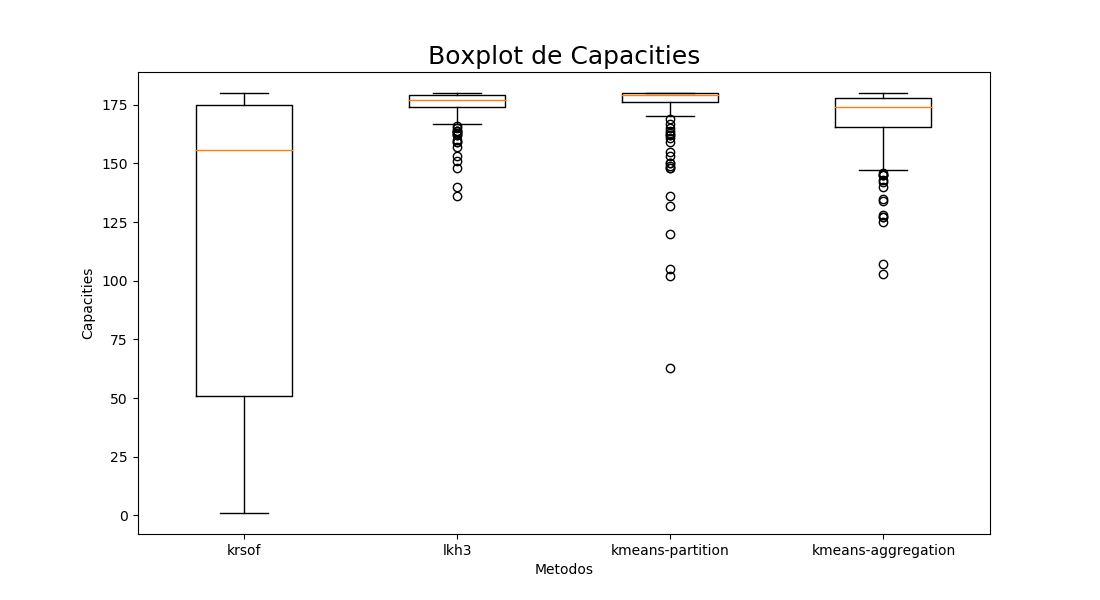 Boxplot de Capacities
Capacities
175
150
125
100
75
50
25
0
krsof lkh3 kmeans-partition kmeans-aggregation
Metodos